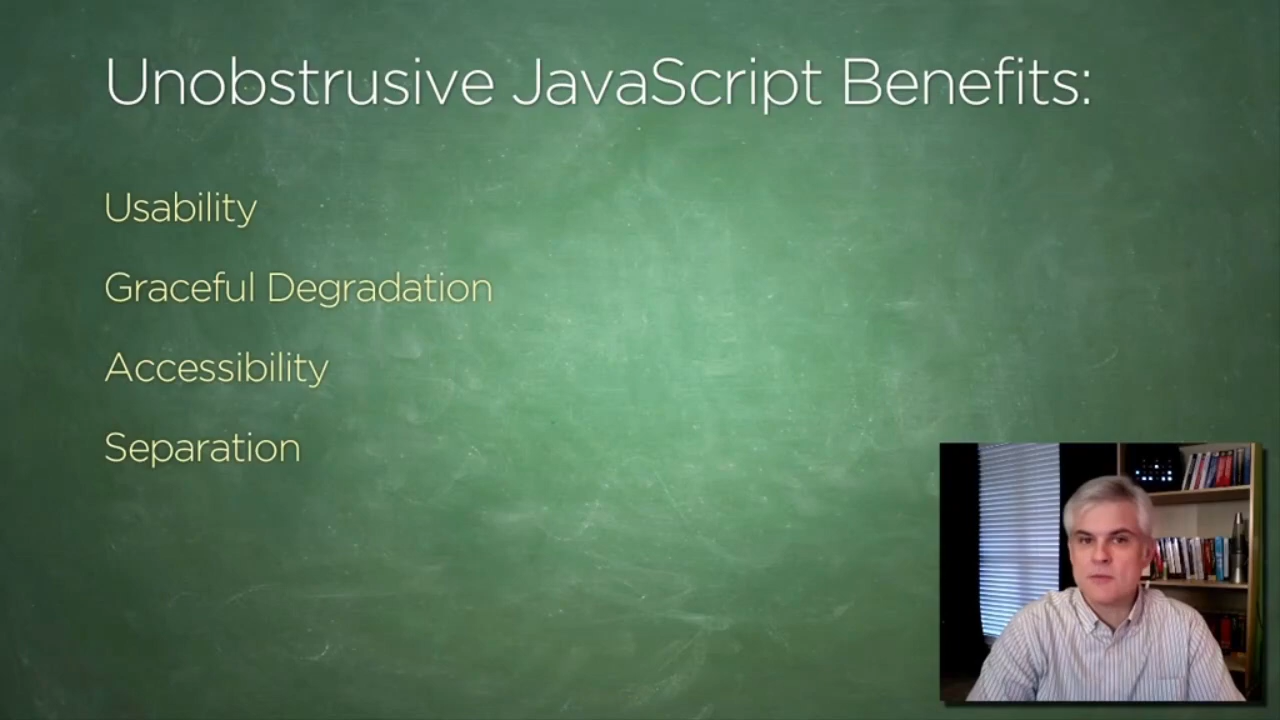 Unobstrusive JavaScript Benefits:
Usability
Graceful Degradation
Accessibility
Separation